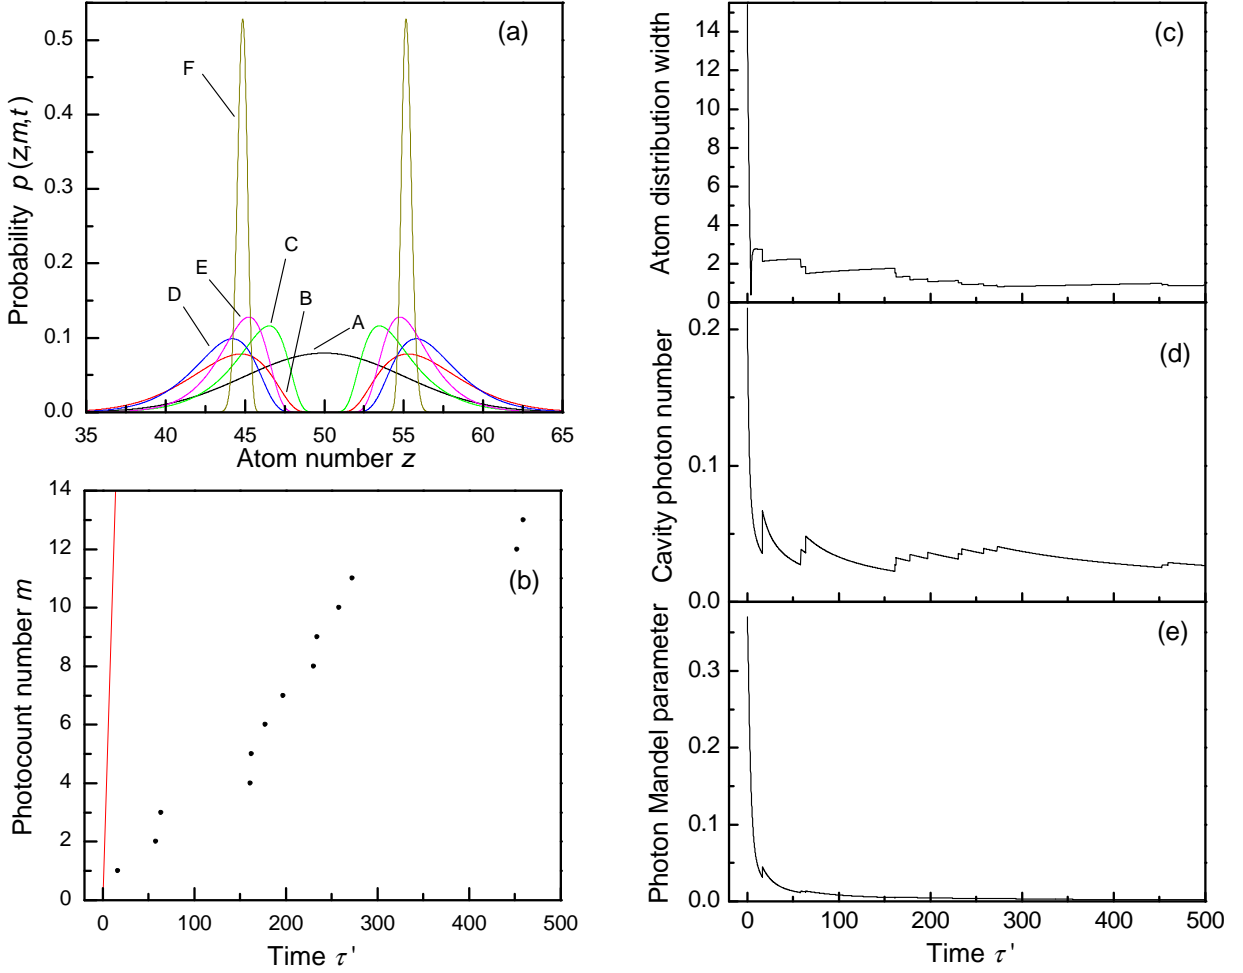 (a)
0.5
0.4
0.3
0.2
0.1
0.0
F
C
E
D
B
A
35 40 45 50 55 60 65
Probability p (z,m,t)
Atom number z
(b)
14
12
10
8
6
4
2
0
0 100 200 300 400 500
Photocount number m
Time τ '
(c)
14
12
10
8
6
4
2
0
Atom distribution width
(d)
0.2
0.1
0.0
Cavity photon number
(e)
0.3
0.2
0.1
0.0
Photon Mandel parameter
0 100 200 300 400 500
Time τ '